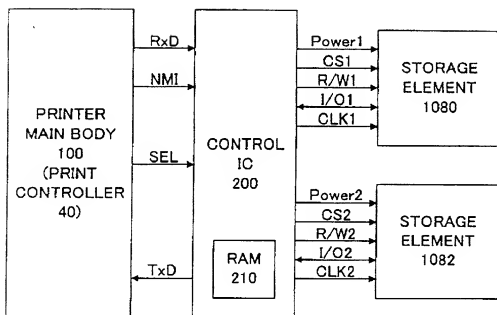 PRINTER
MAIN BODY
100
(PRINT
CONTROLLER
40)
RxD
NMI
SEL
TxD
CONTROL
IC
200
RAM
210
Power1
CS1
R/W1
I/O1
CLK1
STORAGE
ELEMENT
1080
Power2
CS2
R/W2
I/O2
CLK2
STORAGE
ELEMENT
1082